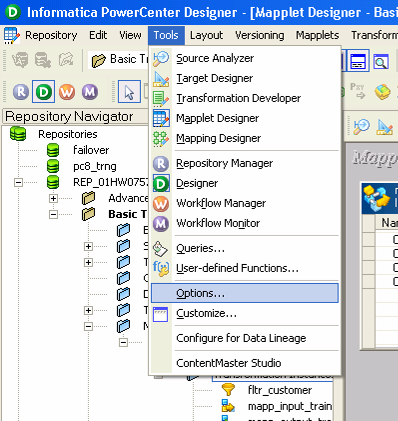 Informatica PowerCenter Designer - [Mapplet Designer - Basi
Repository Edit View Tools Layout Versioning Mapplets Transform
Basic Tr
R D W M
Repository Navigator
Repositories
failover
pc8_trng
REP_01HW0757
Advance
Basic T
B
S
T
C
D
T
M
Source Analyzer
Target Designer
Transformation Developer
Mapplet Designer
Mapping Designer
Repository Manager
Designer
Workflow Manager
Workflow Monitor
Queries...
User-defined Functions...
Options...
Customize...
Configure for Data Lineage
ContentMaster Studio
Mapp
Nam
fltr_customer
mapp_input_train